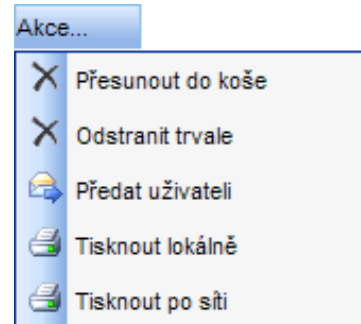 Akce...
Přesunout do koše
Odstranit trvale
Předat uživateli
Tisknout lokálně
Tisknout po síti